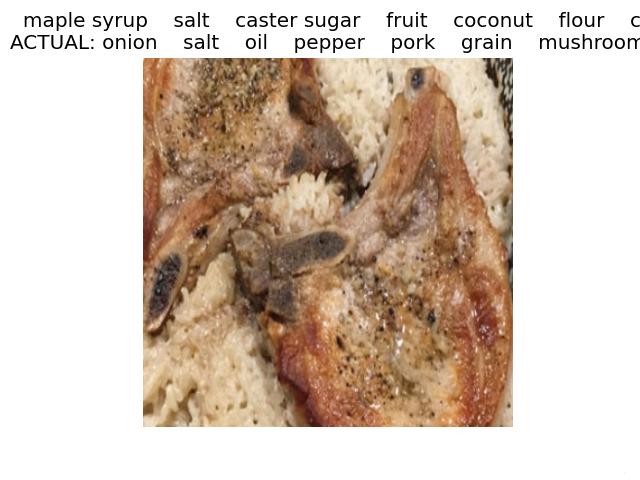 maple syrup salt caster sugar fruit coconut flour c
ACTUAL: onion salt oil pepper pork grain mushroom